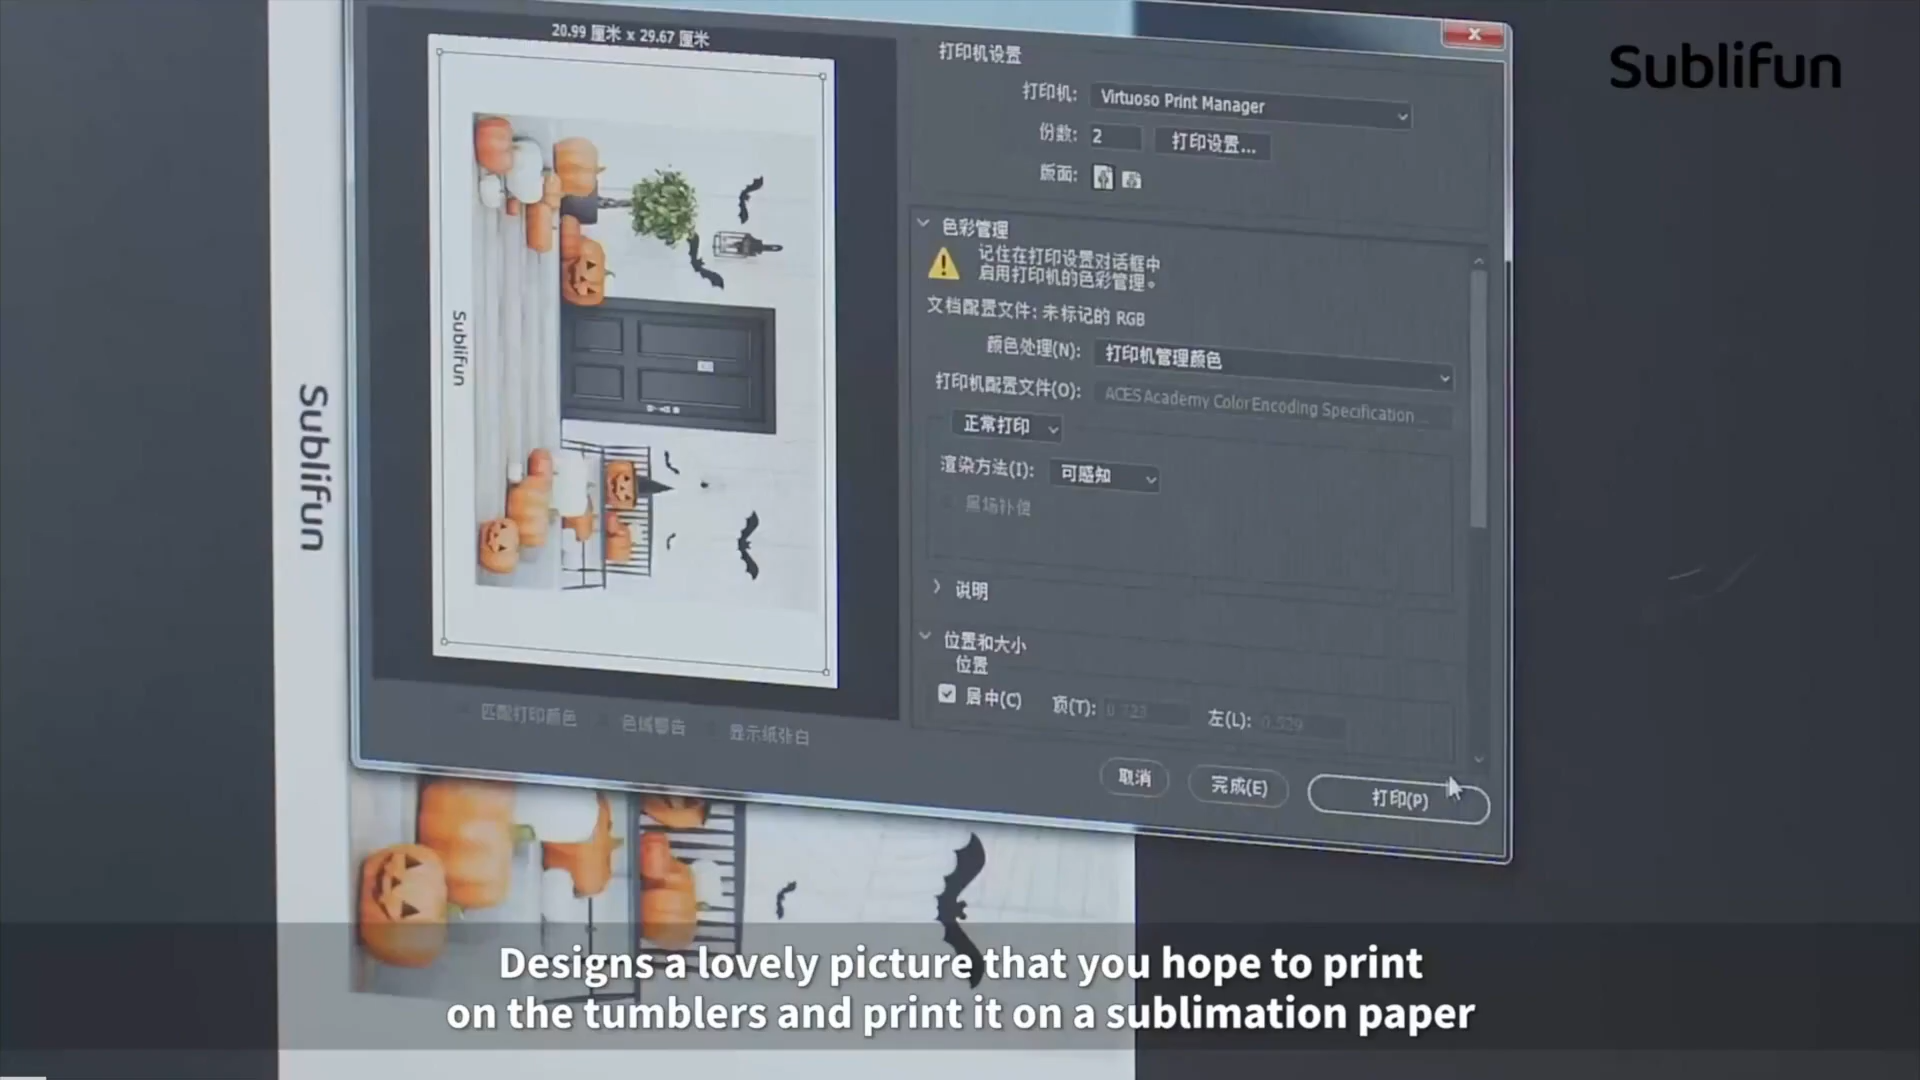 20.99 厘米 x 29.67 厘米
Sublifun
打印机设置
打印机: Virtuoso Print Manager
份数: 2 打印设置...
版面:
色彩管理
记住在打印设置对话框中
启用打印机的色彩管理。
文档配置文件: 未标记的 RGB
颜色处理(N): 打印机管理颜色
打印机配置文件(O): ACES Academy Color Encoding Specification ...
正常打印
渲染方法(I): 可感知
黑场补偿
说明
位置和大小
位置
居中(C) 顶(T): 0.323 左(L): 0.529
匹配打印颜色 色域警告 显示纸张白
取消 完成(E) 打印(P)
Sublifun
Sublifun
Designs a lovely picture that you hope to print
on the tumblers and print it on a sublimation paper